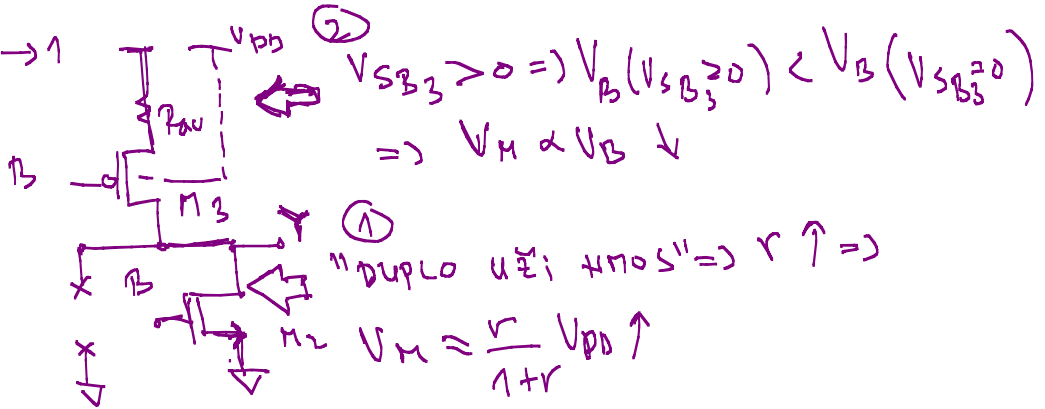 →1
V_DD
②
V_SB3 > 0 => V_B(V_SB3 ≥ 0) < V_B(V_SB3 = 0)
=> V_M ∝ V_B ↓
B
M3
Y
①
"DUPLO UŽI NMOS" => r ↑ =>
B
M2
V_M ≈ r/(1+r) V_DD ↑